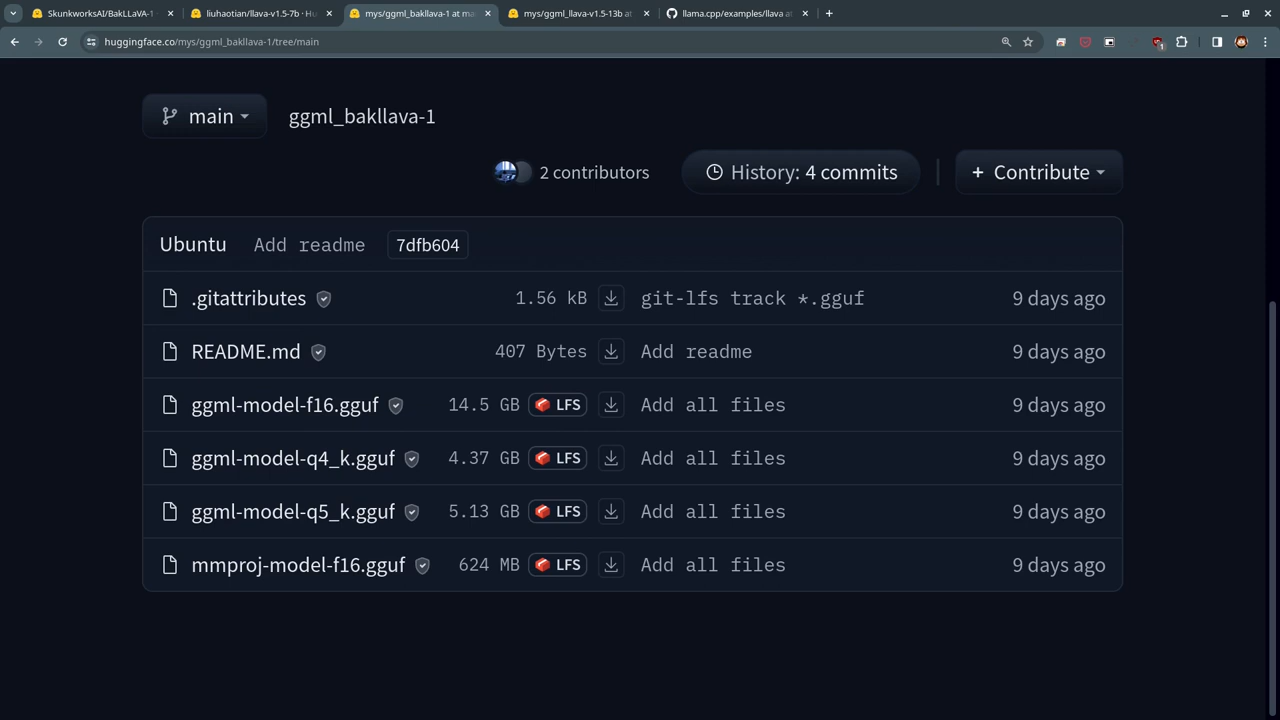 SkunkworksAI/BakLLaVA-1
liuhaotian/llava-v1.5-7b · Hu
mys/ggml_bakllava-1 at ma
mys/ggml_llava-v1.5-13b at
llama.cpp/examples/llava at
huggingface.co/mys/ggml_bakllava-1/tree/main
main ggml_bakllava-1
2 contributors History: 4 commits + Contribute
Ubuntu Add readme 7dfb604
.gitattributes 1.56 kB git-lfs track *.gguf 9 days ago
README.md 407 Bytes Add readme 9 days ago
ggml-model-f16.gguf 14.5 GB LFS Add all files 9 days ago
ggml-model-q4_k.gguf 4.37 GB LFS Add all files 9 days ago
ggml-model-q5_k.gguf 5.13 GB LFS Add all files 9 days ago
mmproj-model-f16.gguf 624 MB LFS Add all files 9 days ago